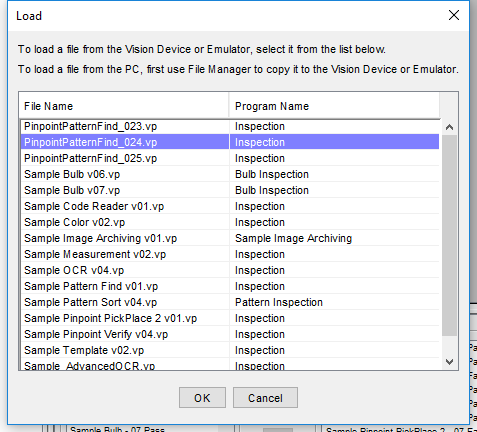 Load
To load a file from the Vision Device or Emulator, select it from the list below.
To load a file from the PC, first use File Manager to copy it to the Vision Device or Emulator.
File Name Program Name
PinpointPatternFind_023.vp Inspection
PinpointPatternFind_024.vp Inspection
PinpointPatternFind_025.vp Inspection
Sample Bulb v06.vp Bulb Inspection
Sample Bulb v07.vp Bulb Inspection
Sample Code Reader v01.vp Inspection
Sample Color v02.vp Inspection
Sample Image Archiving v01.vp Sample Image Archiving
Sample Measurement v02.vp Inspection
Sample OCR v04.vp Inspection
Sample Pattern Find v01.vp Inspection
Sample Pattern Sort v04.vp Pattern Inspection
Sample Pinpoint PickPlace 2 v01.vp Inspection
Sample Pinpoint Verify v04.vp Inspection
Sample Template v02.vp Inspection
Sample_AdvancedOCR.vp Inspection
OK Cancel
Sample Bulb - 07 Pass Sample Pinpoint PickPlace 2 - 07